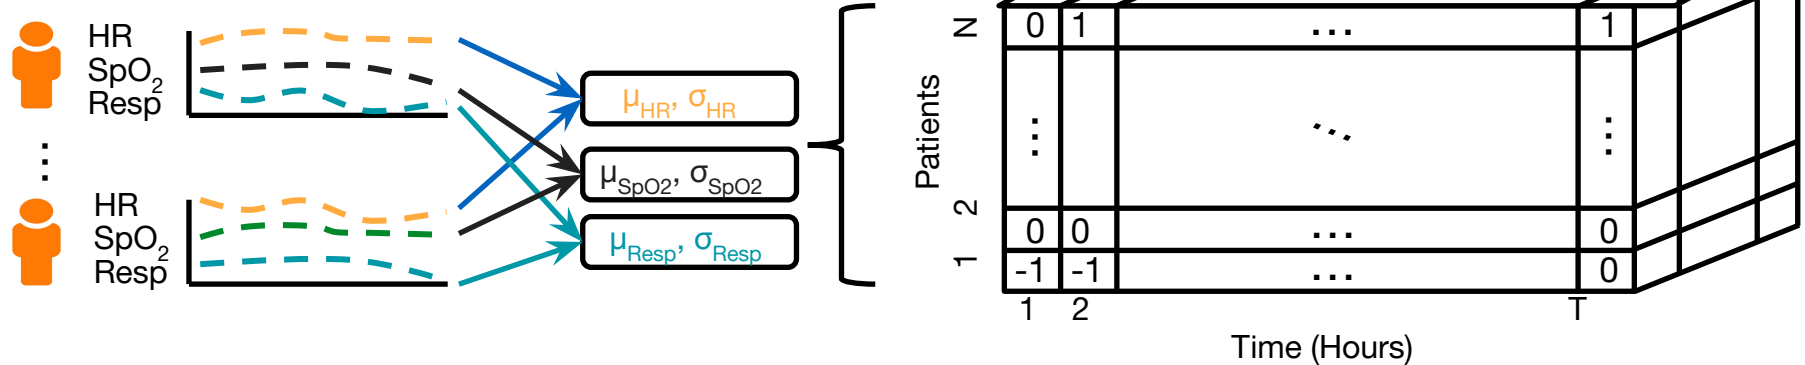 HR
SpO2
Resp
⋮
HR
SpO2
Resp
μHR, σHR
μSpO2, σSpO2
μResp, σResp
Patients
N
2
1
0 1 ... 1
⋮ ⋱ ⋮
0 0 ... 0
-1 -1 ... 0
1 2 T
Time (Hours)